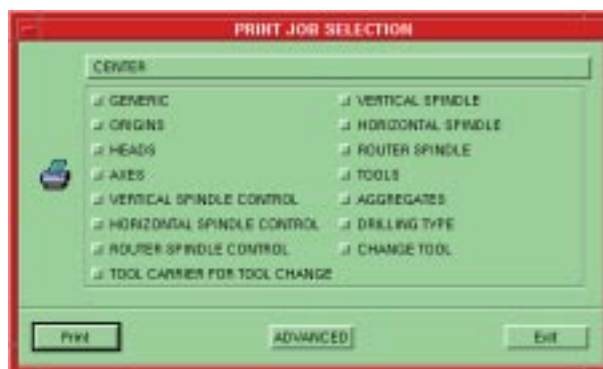 PRINT JOB SELECTION
CENTER
GENERIC
ORIGINS
HEADS
AXES
VERTICAL SPINDLE CONTROL
HORIZONTAL SPINDLE CONTROL
ROUTER SPINDLE CONTROL
TOOL CARRIER FOR TOOL CHANGE
VERTICAL SPINDLE
HORIZONTAL SPINDLE
ROUTER SPINDLE
TOOLS
AGGREGATES
DRILLING TYPE
CHANGE TOOL
Print
ADVANCED
Exit